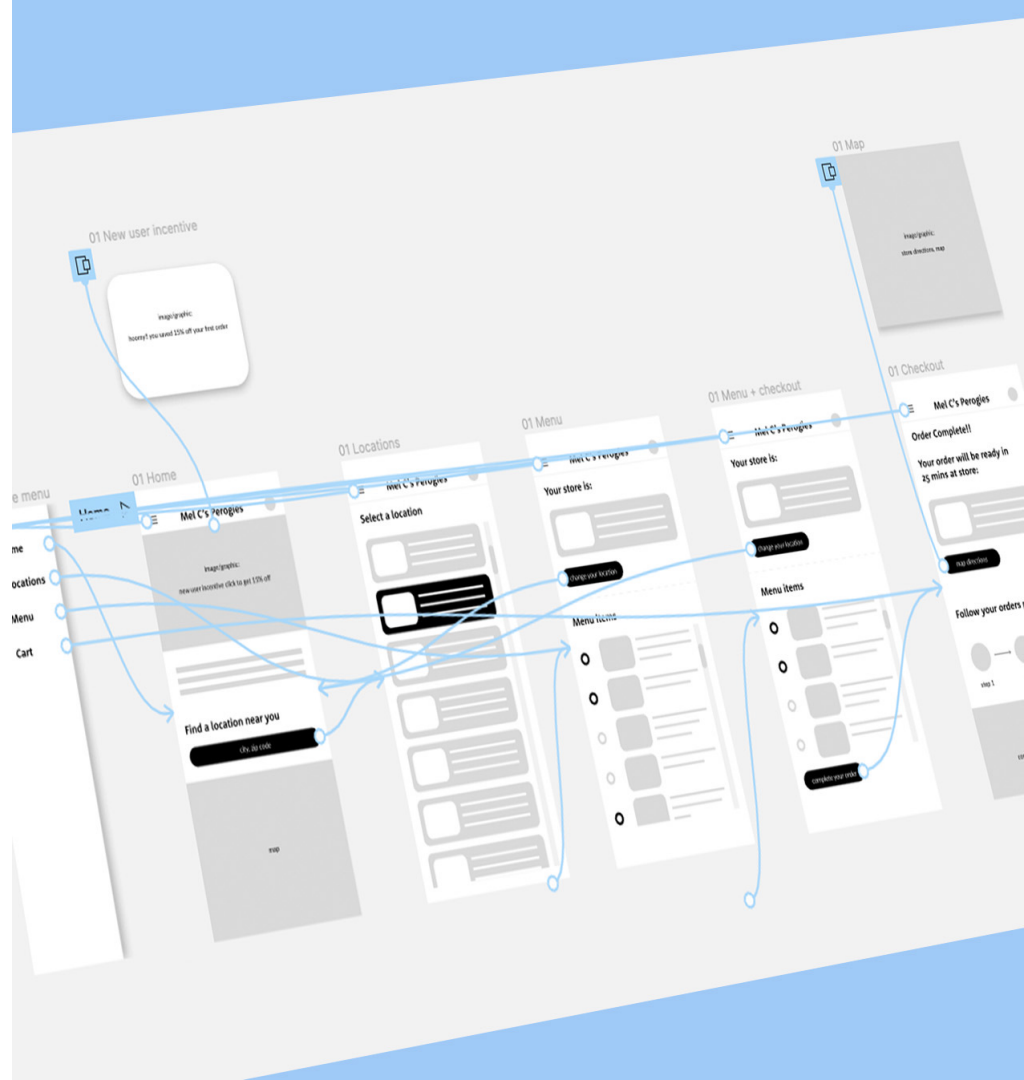 01 Map
image/graphic:
store directions, map
01 New user incentive
image/graphic:
hooray!! you saved 15% off your first order
01 Checkout
Mel C's Perogies
Order Complete!!
Your order will be ready in
25 mins at store:
map directions
Follow your orders
step 1
01 Menu + checkout
Mel C's Perogies
Your store is:
change your location
Menu items
complete your order
01 Menu
Mel C's Perogies
Your store is:
change your location
Menu items
01 Locations
Mel C's Perogies
Select a location
01 Home
Home
Mel C's Perogies
image/graphic:
new user incentive click to get 15% off
Find a location near you
city, zip code
map
e menu
me
ocations
Menu
Cart